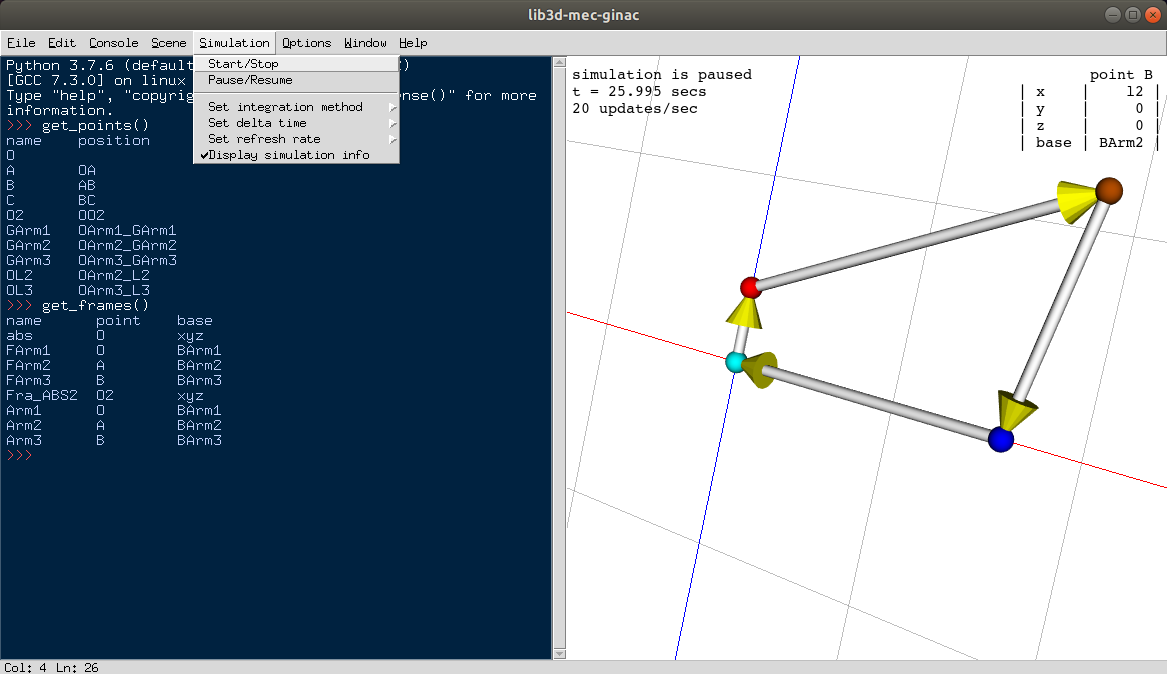 lib3d-mec-ginac
File Edit Console Scene Simulation Options Window Help
Python 3.7.6 (default
[GCC 7.3.0] on linux
Type "help", "copyrig
ense()" for more
information.
>>> get_points()
name position
O
A OA
B AB
C BC
O2 OO2
GArm1 OArm1_GArm1
GArm2 OArm2_GArm2
GArm3 OArm3_GArm3
OL2 OArm2_L2
OL3 OArm3_L3
>>> get_frames()
name point base
abs O xyz
FArm1 O BArm1
FArm2 A BArm2
FArm3 B BArm3
Fra_ABS2 O2 xyz
Arm1 O BArm1
Arm2 A BArm2
Arm3 B BArm3
>>>
Start/Stop
Pause/Resume
Set integration method
Set delta time
Set refresh rate
✔Display simulation info
simulation is paused
t = 25.995 secs
20 updates/sec
point B
| x | 12 |
| y | 0 |
| z | 0 |
| base | BArm2 |
Col: 4 Ln: 26